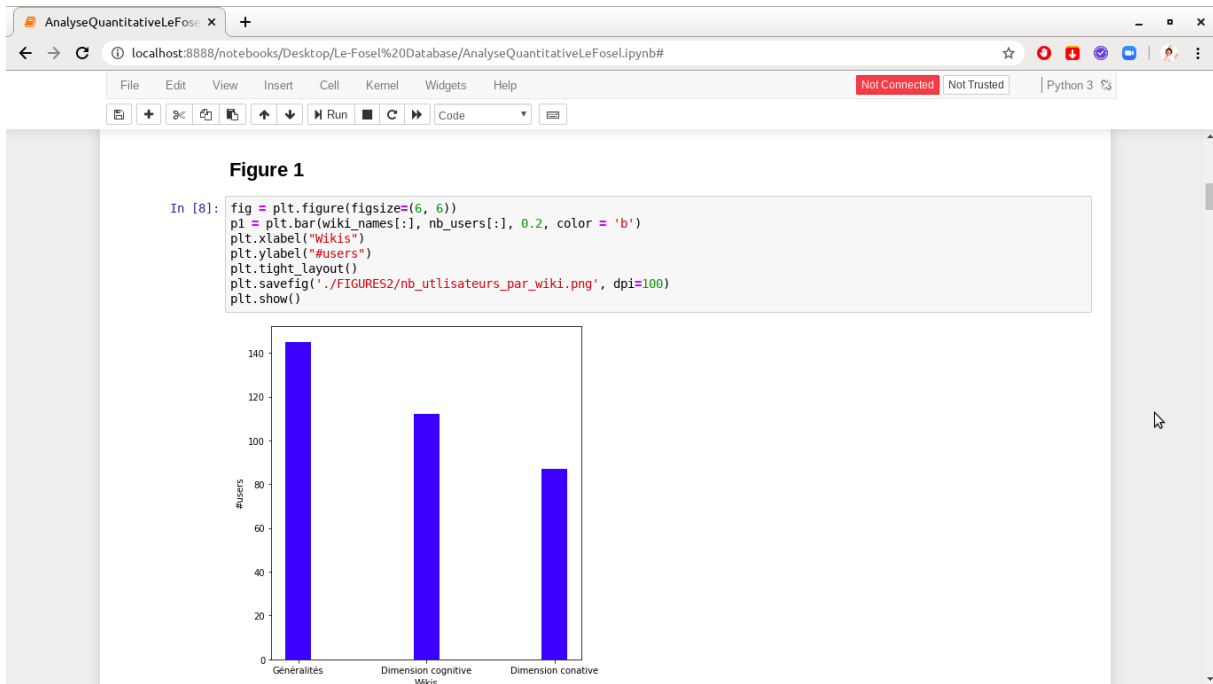 AnalyseQuantitativeLeFose
localhost:8888/notebooks/Desktop/Le-Fosel%20Database/AnalyseQuantitativeLeFosel.ipynb#
File Edit View Insert Cell Kernel Widgets Help Not Connected Not Trusted Python 3
Run Code
Figure 1
In [8]: fig = plt.figure(figsize=(6, 6))
p1 = plt.bar(wiki_names[:], nb_users[:], 0.2, color = 'b')
plt.xlabel("Wikis")
plt.ylabel("#users")
plt.tight_layout()
plt.savefig('./FIGURES2/nb_utlisateurs_par_wiki.png', dpi=100)
plt.show()
140
120
100
80
#users
60
40
20
0
Généralités Dimension cognitive Dimension conative
Wikis